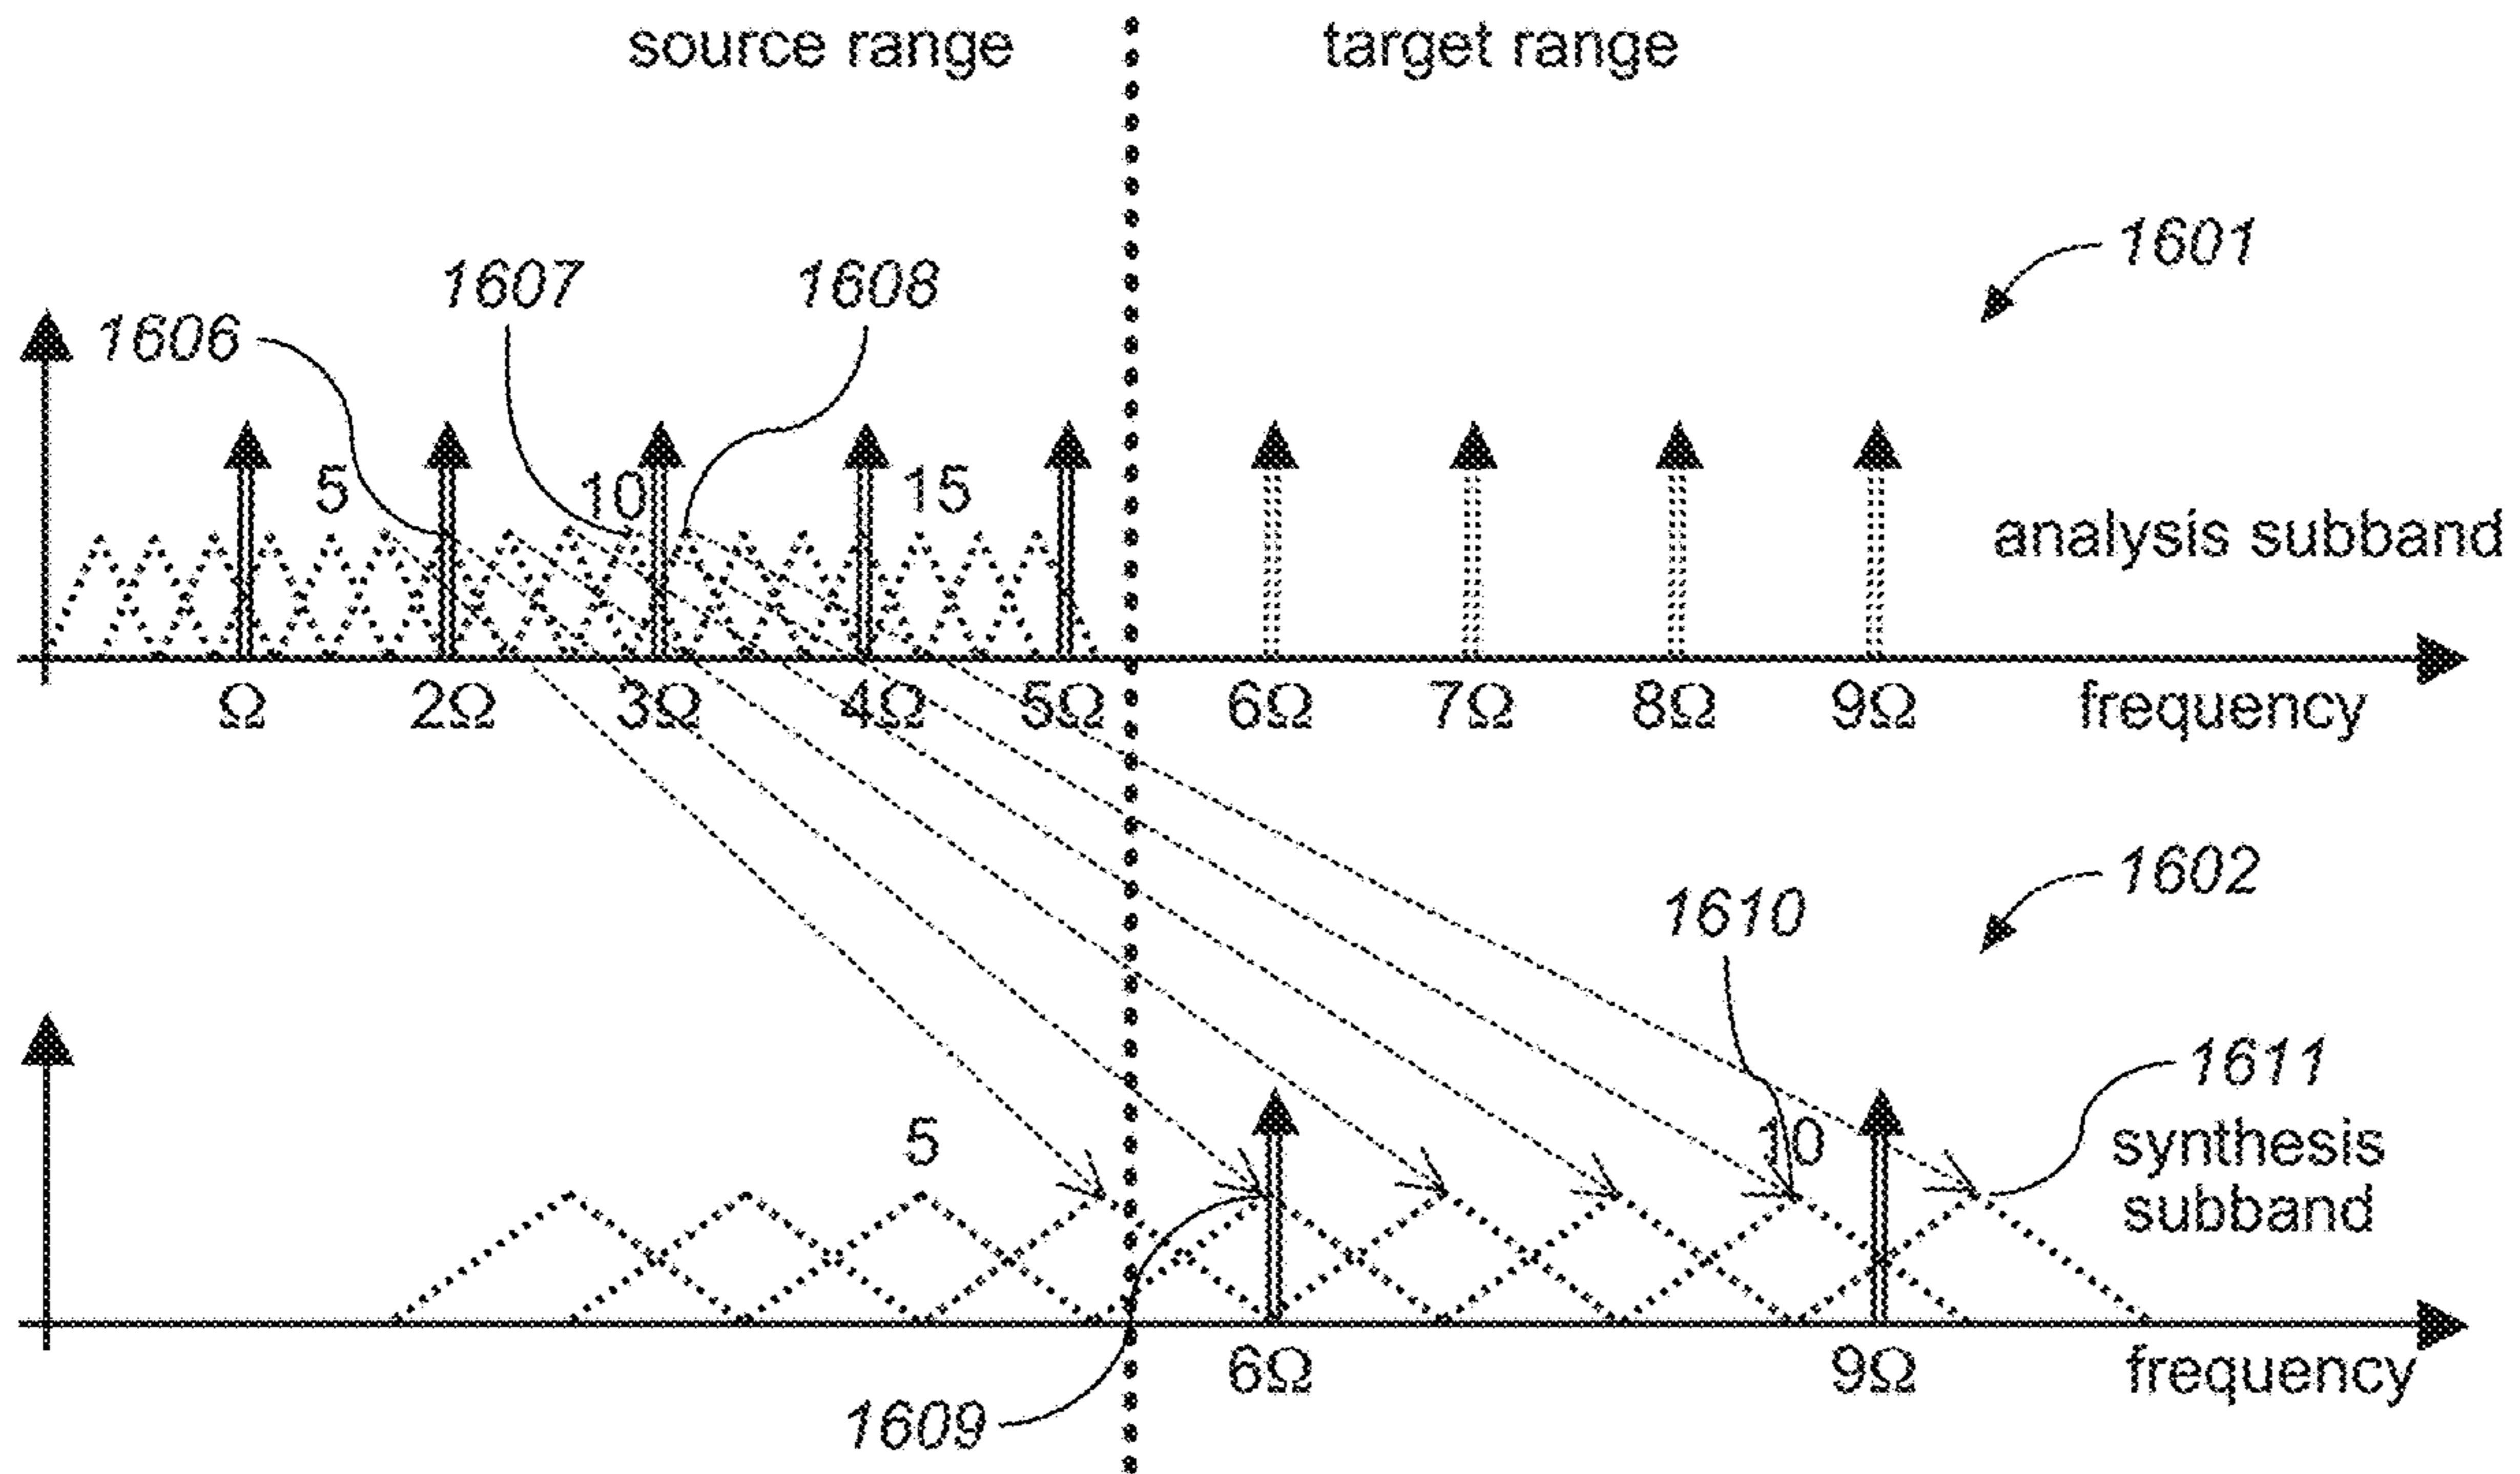 source range
target range
1601
1607
1608
1606
5
10
15
analysis subband
Ω
2Ω
3Ω
4Ω
5Ω
6Ω
7Ω
8Ω
9Ω
frequency
1602
1610
1611
5
10
synthesis
subband
6Ω
9Ω
frequency
1609